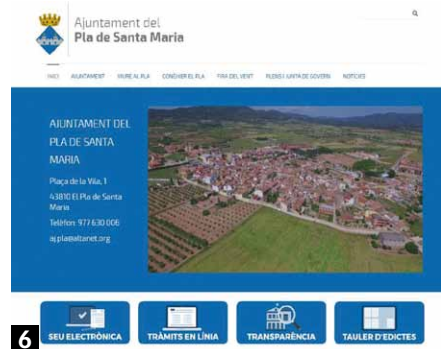 Ajuntament del
Pla de Santa Maria
INICI AJUNTAMENT VIURE AL PLA CONÈIXER EL PLA FIRA DEL VENT PLENS I JUNTA DE GOVERN NOTÍCIES
AJUNTAMENT DEL
PLA DE SANTA
MARIA
Plaça de la Vila, 1
43810 El Pla de Santa
Maria
Telèfon: 977 630 006
aj.pla@altanet.org
SEU ELECTRÒNICA TRÀMITS EN LÍNIA TRANSPARÈNCIA TAULER D'EDICTES
6